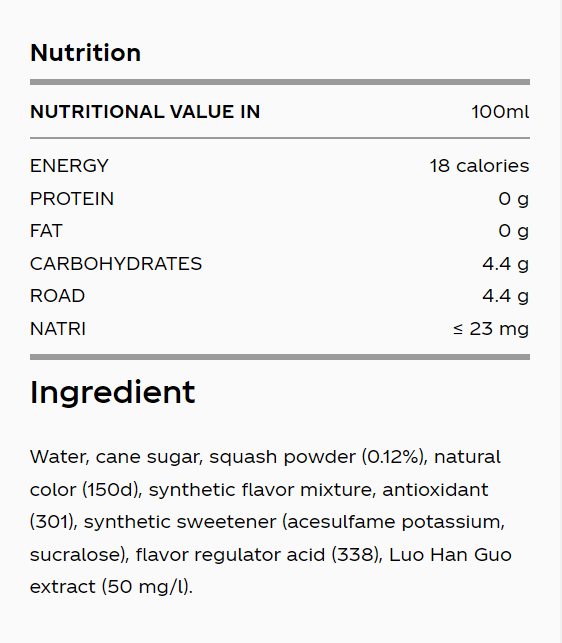 Nutrition
NUTRITIONAL VALUE IN 100ml
ENERGY 18 calories
PROTEIN 0 g
FAT 0 g
CARBOHYDRATES 4.4 g
ROAD 4.4 g
NATRI ≤ 23 mg
Ingredient
Water, cane sugar, squash powder (0.12%), natural
color (150d), synthetic flavor mixture, antioxidant
(301), synthetic sweetener (acesulfame potassium,
sucralose), flavor regulator acid (338), Luo Han Guo
extract (50 mg/l).